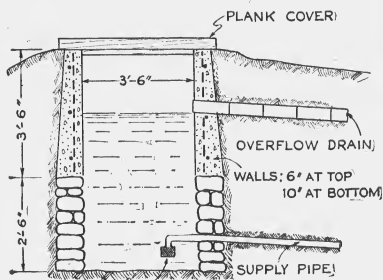 PLANK COVER
3'-6"
3'-6"
OVERFLOW DRAIN
WALLS: 6" AT TOP
10" AT BOTTOM
2'-6"
SUPPLY PIPE